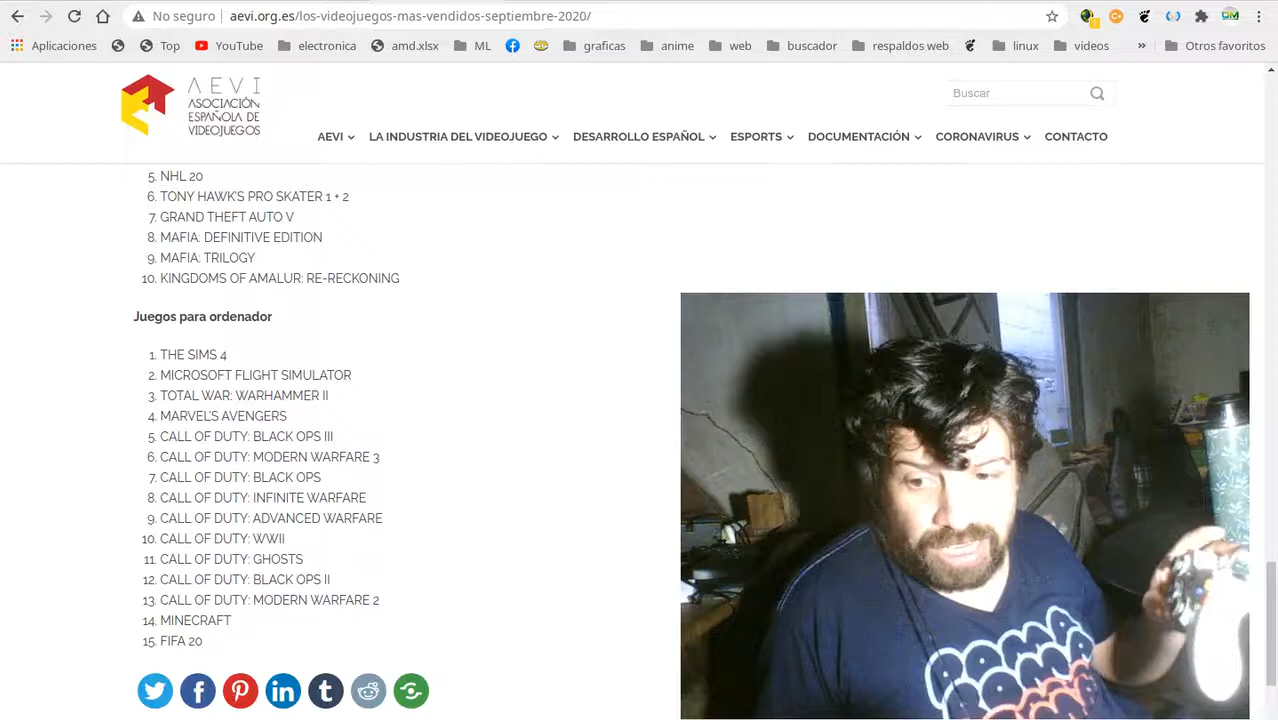 No seguro
aevi.org.es/los-videojuegos-mas-vendidos-septiembre-2020/
Aplicaciones
Top
YouTube
electronica
amd.xlsx
ML
graficas
anime
web
buscador
respaldos web
linux
videos
»
Otros favoritos
AEVI
ASOCIACIÓN
ESPAÑOLA DE
VIDEOJUEGOS
Buscar
AEVI
LA INDUSTRIA DEL VIDEOJUEGO
DESARROLLO ESPAÑOL
ESPORTS
DOCUMENTACIÓN
CORONAVIRUS
CONTACTO
5. NHL 20
6. TONY HAWK'S PRO SKATER 1 + 2
7. GRAND THEFT AUTO V
8. MAFIA: DEFINITIVE EDITION
9. MAFIA: TRILOGY
10. KINGDOMS OF AMALUR: RE-RECKONING
Juegos para ordenador
1. THE SIMS 4
2. MICROSOFT FLIGHT SIMULATOR
3. TOTAL WAR: WARHAMMER II
4. MARVEL'S AVENGERS
5. CALL OF DUTY: BLACK OPS III
6. CALL OF DUTY: MODERN WARFARE 3
7. CALL OF DUTY: BLACK OPS
8. CALL OF DUTY: INFINITE WARFARE
9. CALL OF DUTY: ADVANCED WARFARE
10. CALL OF DUTY: WWII
11. CALL OF DUTY: GHOSTS
12. CALL OF DUTY: BLACK OPS II
13. CALL OF DUTY: MODERN WARFARE 2
14. MINECRAFT
15. FIFA 20